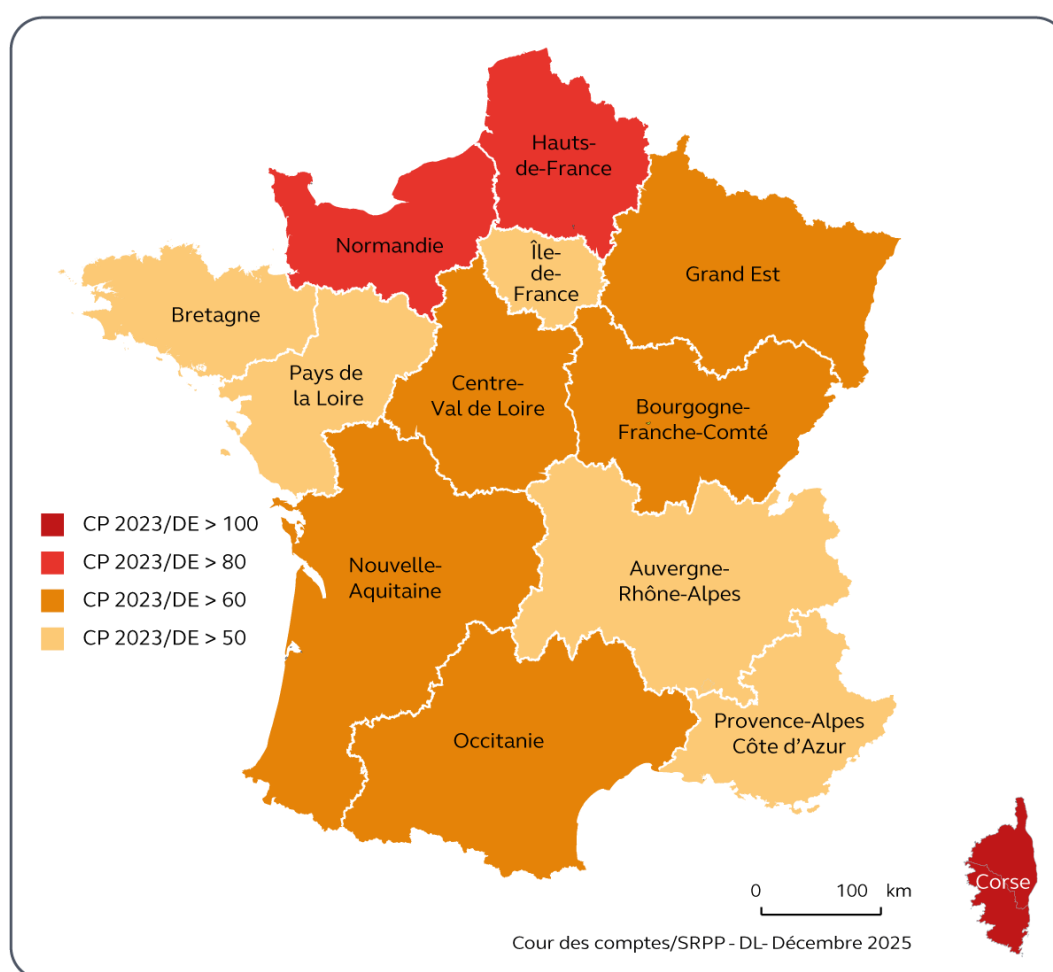 Hauts-
de-France
Normandie
Île-
de-
France
Grand Est
Bretagne
Pays de
la Loire
Centre-
Val de Loire
Bourgogne-
Franche-Comté
CP 2023/DE > 100
CP 2023/DE > 80
CP 2023/DE > 60
CP 2023/DE > 50
Nouvelle-
Aquitaine
Auvergne-
Rhône-Alpes
Occitanie
Provence-Alpes
Côte d'Azur
Corse
0 100 km
Cour des comptes/SRPP - DL- Décembre 2025